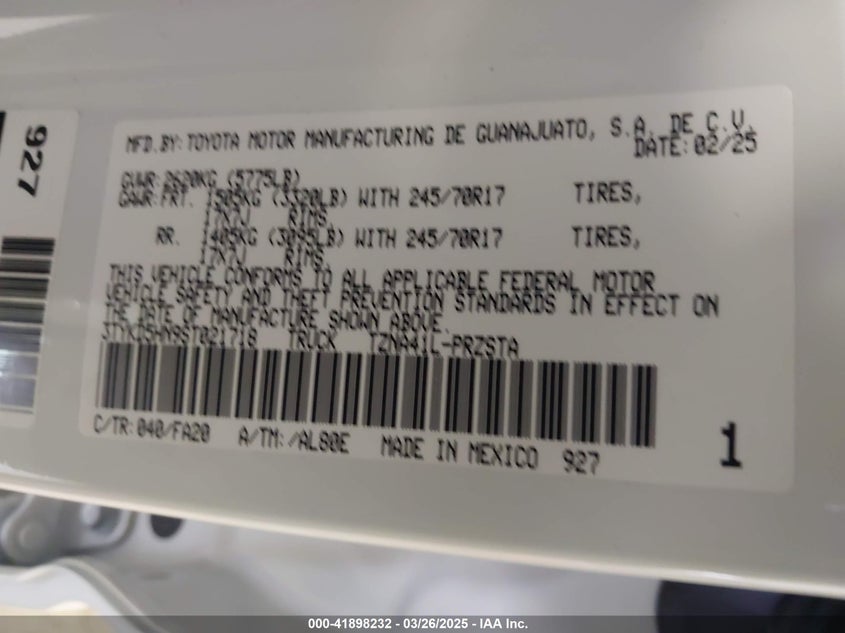 927
MFD.BY: TOYOTA MOTOR MANUFACTURING DE GUANAJUATO, S.A. DE C.V.
DATE: 02/25
GVWR: 2620KG (5775LB)
GAWR: FRT. 1505KG (3320LB) WITH 245/70R17 TIRES,
17X7J RIMS,
RR. 1405KG (3095LB) WITH 245/70R17 TIRES,
17X7J RIMS,
THIS VEHICLE CONFORMS TO ALL APPLICABLE FEDERAL MOTOR
VEHICLE SAFETY AND THEFT PREVENTION STANDARDS IN EFFECT ON
THE DATE OF MANUFACTURE SHOWN ABOVE.
TRUCK TZNA41L-PRZSTA
C/TR: 040/FA20 A/TM: /AL80E MADE IN MEXICO 927
1
000-41898232 - 03/26/2025 - IAA Inc.